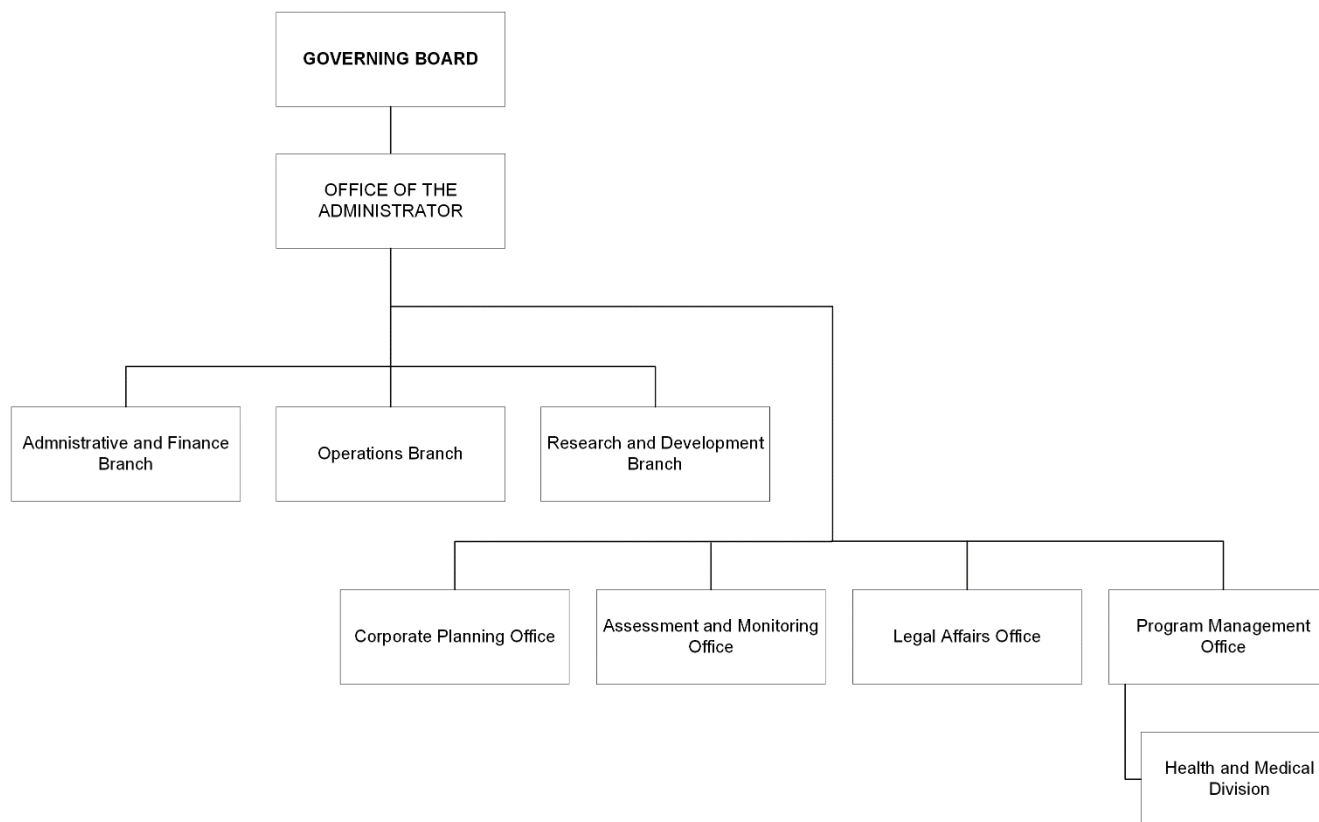 GOVERNING BOARD
OFFICE OF THE
ADMINISTRATOR
Admnistrative and Finance
Branch
Operations Branch
Research and Development
Branch
Corporate Planning Office
Assessment and Monitoring
Office
Legal Affairs Office
Program Management
Office
Health and Medical
Division